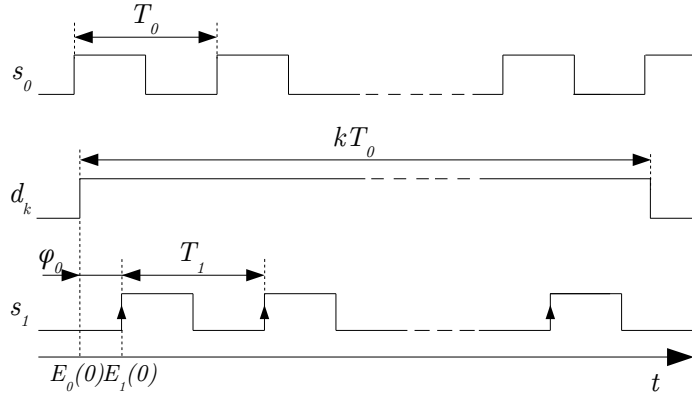 T₀
s₀
kT₀
dₖ
φ₀
T₁
s₁
E₀(0)E₁(0)
t